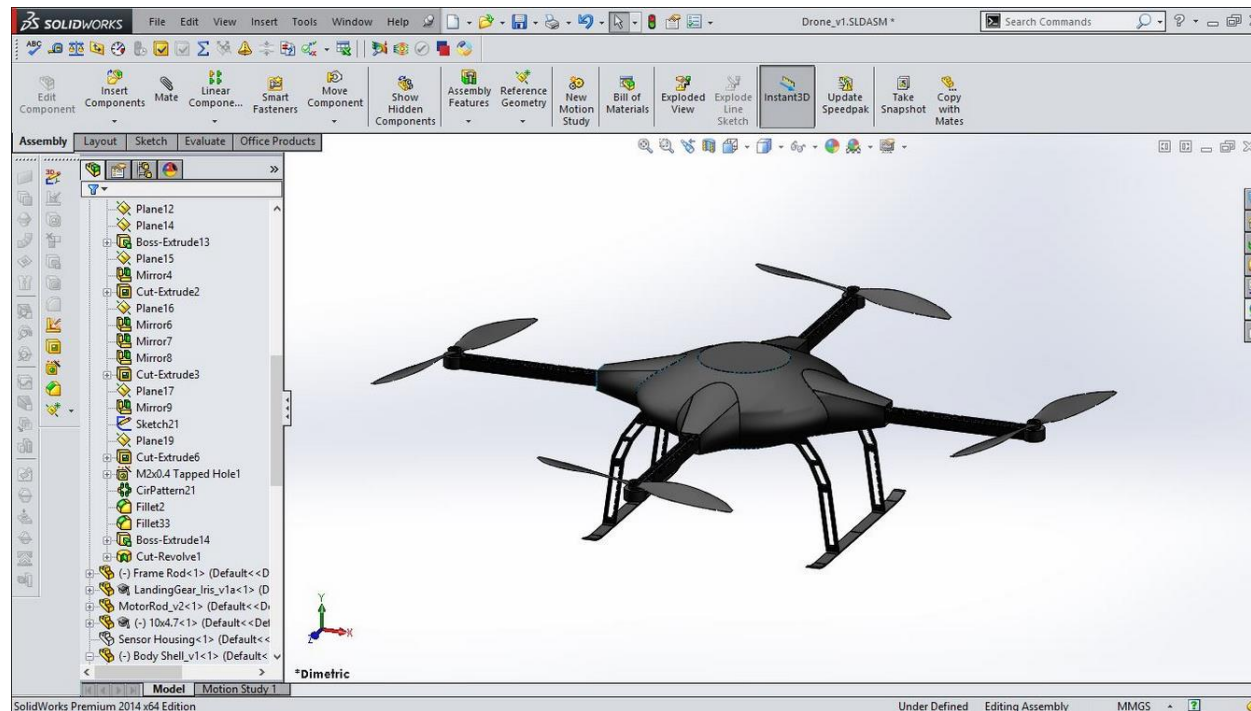 SOLIDWORKS File Edit View Insert Tools Window Help Drone_v1.SLDASM * Search Commands
Edit Component
Insert Components
Mate
Linear Compone...
Smart Fasteners
Move Component
Show Hidden Components
Assembly Features
Reference Geometry
New Motion Study
Bill of Materials
Exploded View
Explode Line Sketch
Instant3D
Update Speedpak
Take Snapshot
Copy with Mates
Assembly Layout Sketch Evaluate Office Products
Plane12
Plane14
Boss-Extrude13
Plane15
Mirror4
Cut-Extrude2
Plane16
Mirror6
Mirror7
Mirror8
Cut-Extrude3
Plane17
Mirror9
Sketch21
Plane19
Cut-Extrude6
M2x0.4 Tapped Hole1
CirPattern21
Fillet2
Fillet33
Boss-Extrude14
Cut-Revolve1
(-) Frame Rod<1> (Default<<D
LandingGear_Iris_v1a<1> (D
MotorRod_v2<1> (Default<<De
(-) 10x4.7<1> (Default<<Def
Sensor Housing<1> (Default<<
(-) Body Shell_v1<1> (Default<
Y
X
Z
*Dimetric
Model Motion Study 1
SolidWorks Premium 2014 x64 Edition Under Defined Editing Assembly MMGS